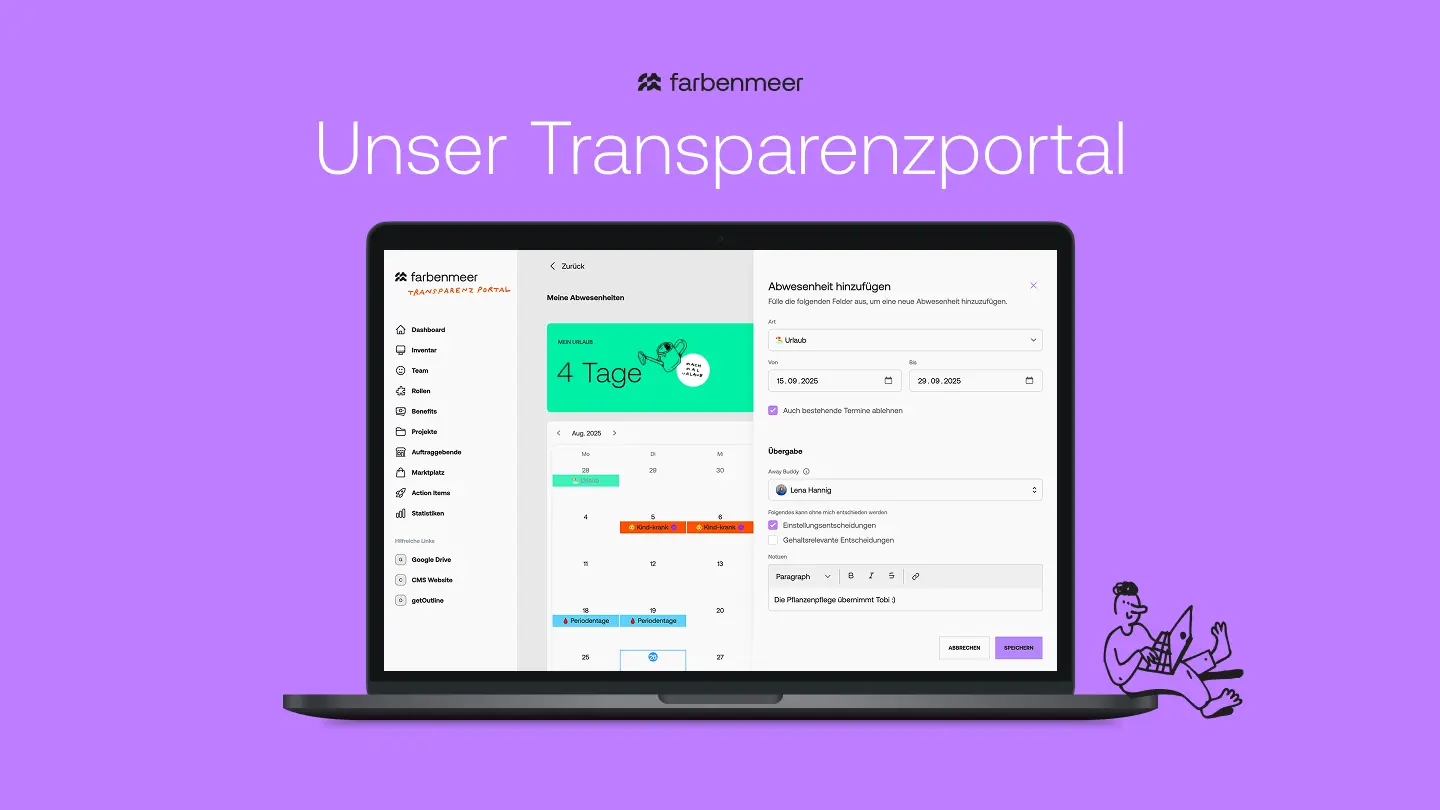 farbenmeer
Unser Transparenzportal
farbenmeer
TRANSPARENZ PORTAL
Dashboard
Inventar
Team
Rollen
Benefits
Projekte
Auftraggebende
Marktplatz
Action Items
Statistiken
Hilfreiche Links
Google Drive
CMS Website
getOutline
Zurück
Meine Abwesenheiten
MEIN URLAUB
4 Tage
MACH
MAL
URLAUB
Aug. 2025
Mo Di Mi
28 29 30
4 5 6
Kind-krank Kind-krank
11 12 13
18 19 20
Periodentage Periodentage
25 26 27
Abwesenheit hinzufügen
Fülle die folgenden Felder aus, um eine neue Abwesenheit hinzuzufügen.
Art
Urlaub
Von Bis
15.09.2025 29.09.2025
Auch bestehende Termine ablehnen
Übergabe
Away Buddy
Lena Hannig
Folgendes kann ohne mich entschieden werden
Einstellungsentscheidungen
Gehaltsrelevante Entscheidungen
Notizen
Paragraph B I S
Die Pflanzenpflege übernimmt Tobi :)
ABBRECHEN SPEICHERN